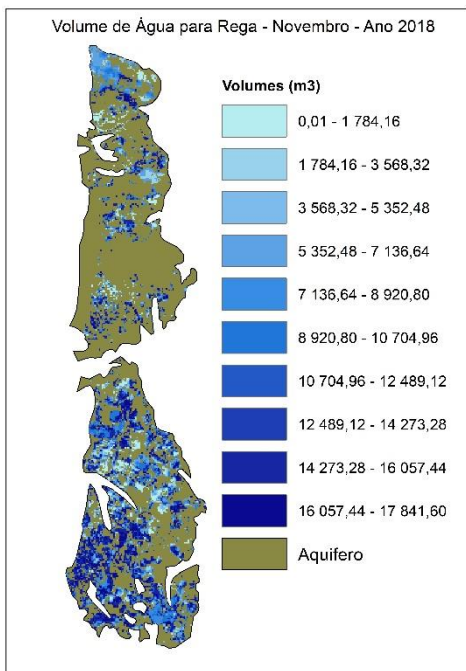 Volume de Água para Rega - Novembro - Ano 2018
Volumes (m3)
0,01 - 1 784,16
1 784,16 - 3 568,32
3 568,32 - 5 352,48
5 352,48 - 7 136,64
7 136,64 - 8 920,80
8 920,80 - 10 704,96
10 704,96 - 12 489,12
12 489,12 - 14 273,28
14 273,28 - 16 057,44
16 057,44 - 17 841,60
Aquifero